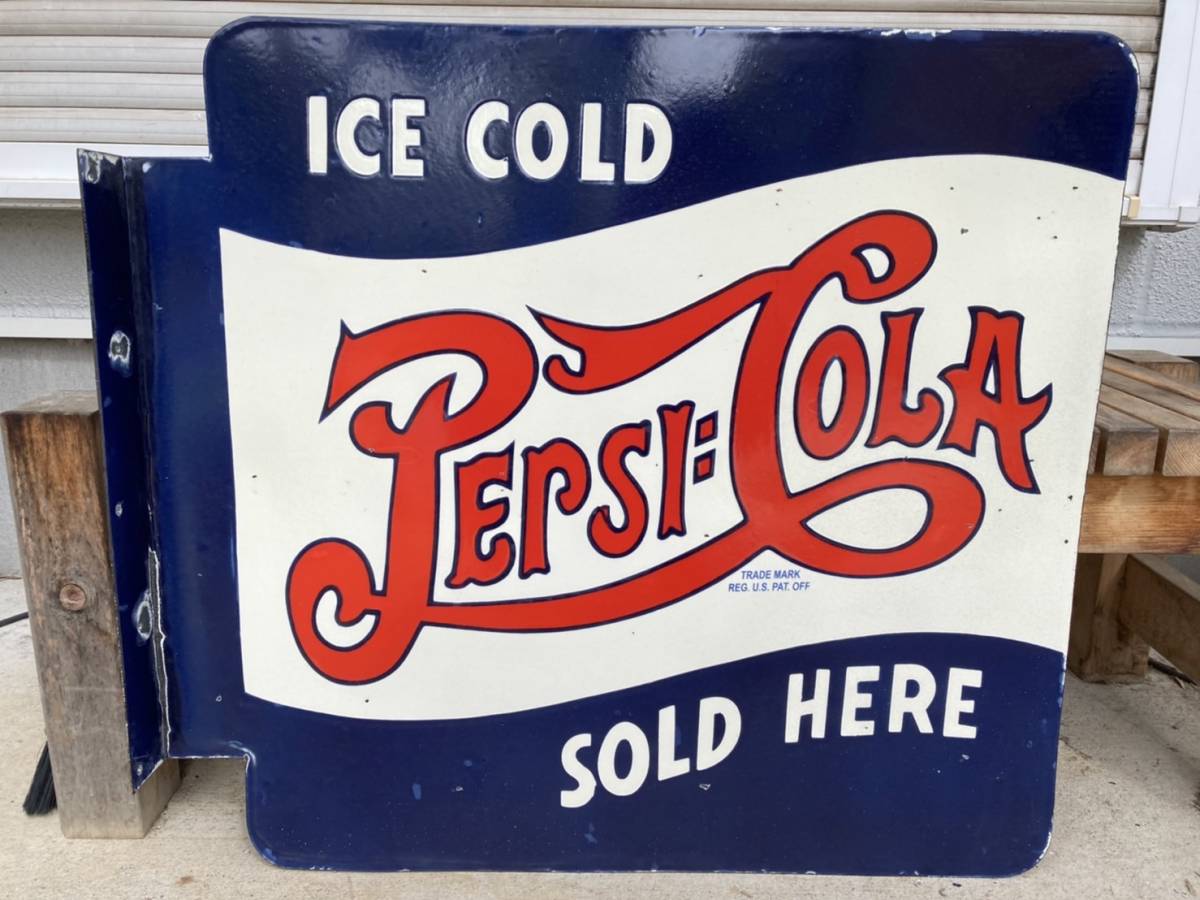 ICE COLD
PEPSI:COLA
TRADE MARK
REG. U.S. PAT. OFF
SOLD HERE